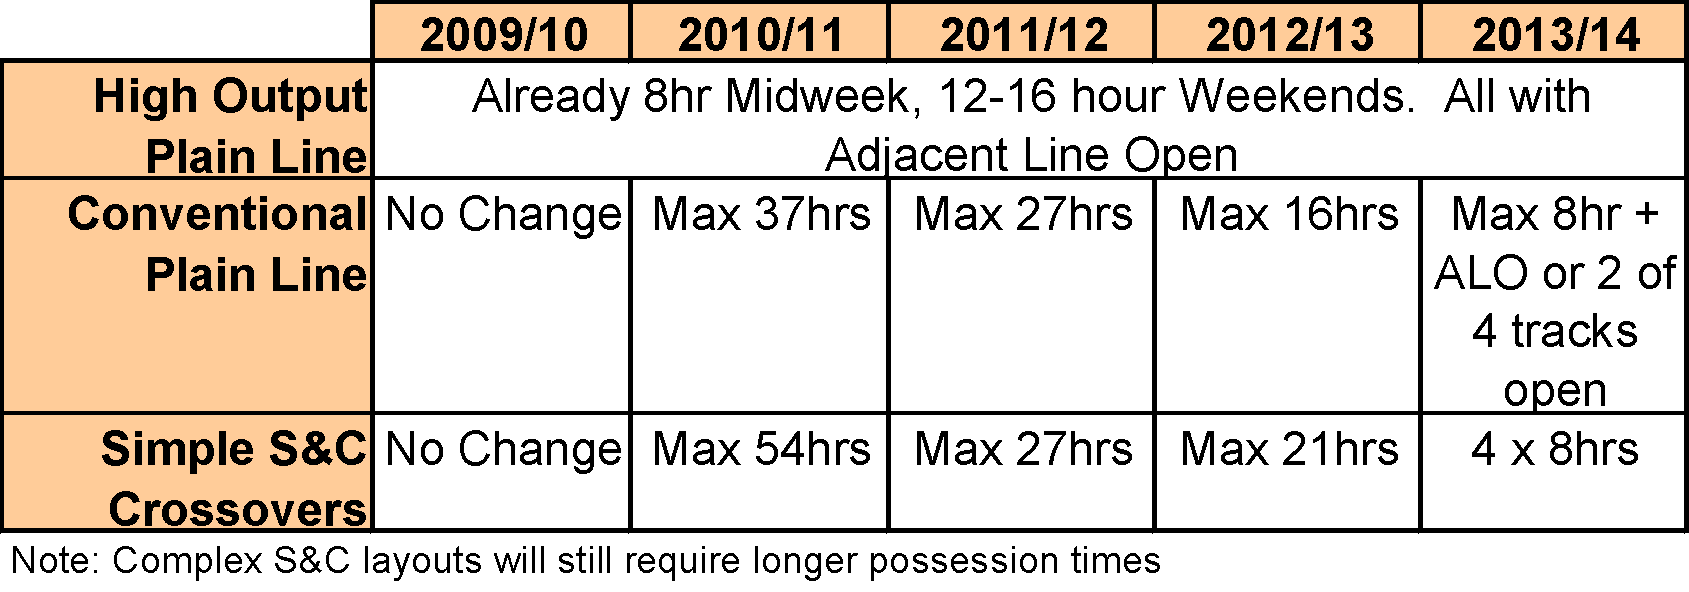 2009/10 2010/11 2011/12 2012/13 2013/14
High Output Already 8hr Midweek, 12-16 hour Weekends. All with
Plain Line Adjacent Line Open
Conventional No Change Max 37hrs Max 27hrs Max 16hrs Max 8hr +
Plain Line ALO or 2 of
4 tracks
open
Simple S&C No Change Max 54hrs Max 27hrs Max 21hrs 4 x 8hrs
Crossovers
Note: Complex S&C layouts will still require longer possession times